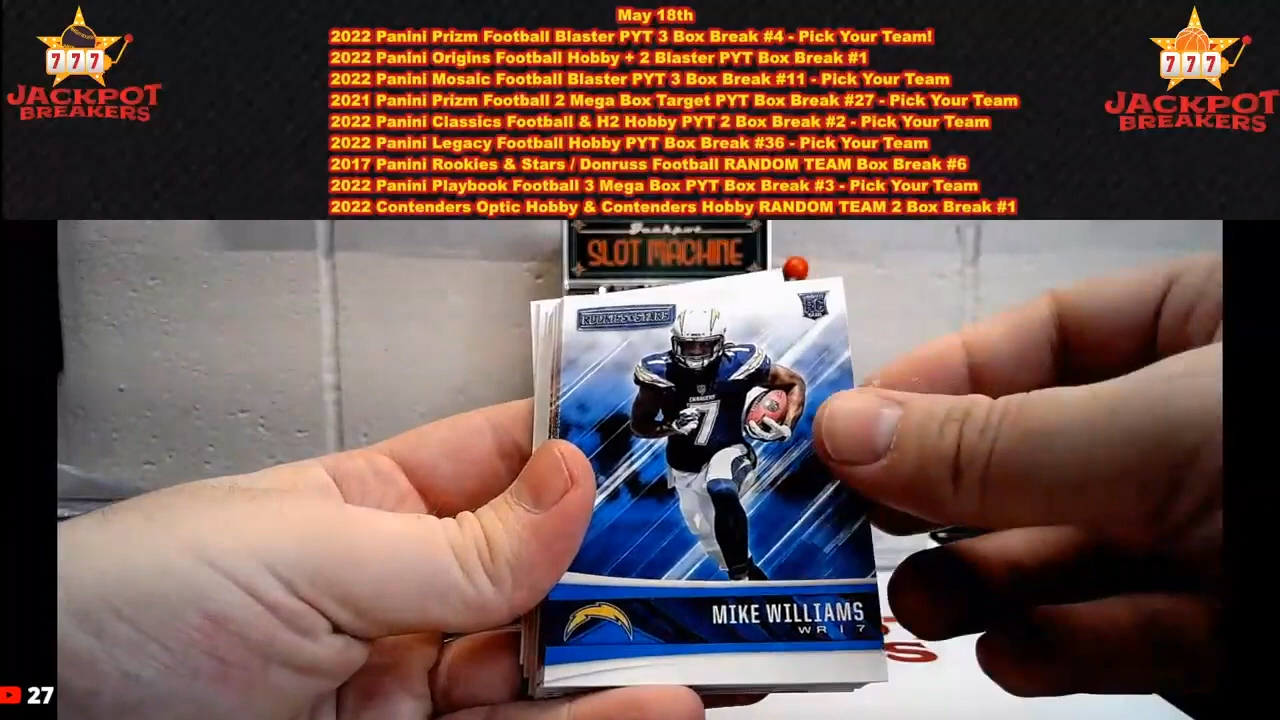 May 18th
2022 Panini Prizm Football Blaster PYT 3 Box Break #4 - Pick Your Team!
2022 Panini Origins Football Hobby + 2 Blaster PYT Box Break #1
2022 Panini Mosaic Football Blaster PYT 3 Box Break #11 - Pick Your Team
2021 Panini Prizm Football 2 Mega Box Target PYT Box Break #27 - Pick Your Team
2022 Panini Classics Football & H2 Hobby PYT 2 Box Break #2 - Pick Your Team
2022 Panini Legacy Football Hobby PYT Box Break #36 - Pick Your Team
2017 Panini Rookies & Stars / Donruss Football RANDOM TEAM Box Break #6
2022 Panini Playbook Football 3 Mega Box PYT Box Break #3 - Pick Your Team
2022 Contenders Optic Hobby & Contenders Hobby RANDOM TEAM 2 Box Break #1
777
JACKPOT
BREAKERS
777
JACKPOT
BREAKERS
Jackpot
SLOT MACHINE
ROOKIES & STARS
RC
CHARGERS
7
MIKE WILLIAMS
WR | 7
S
27